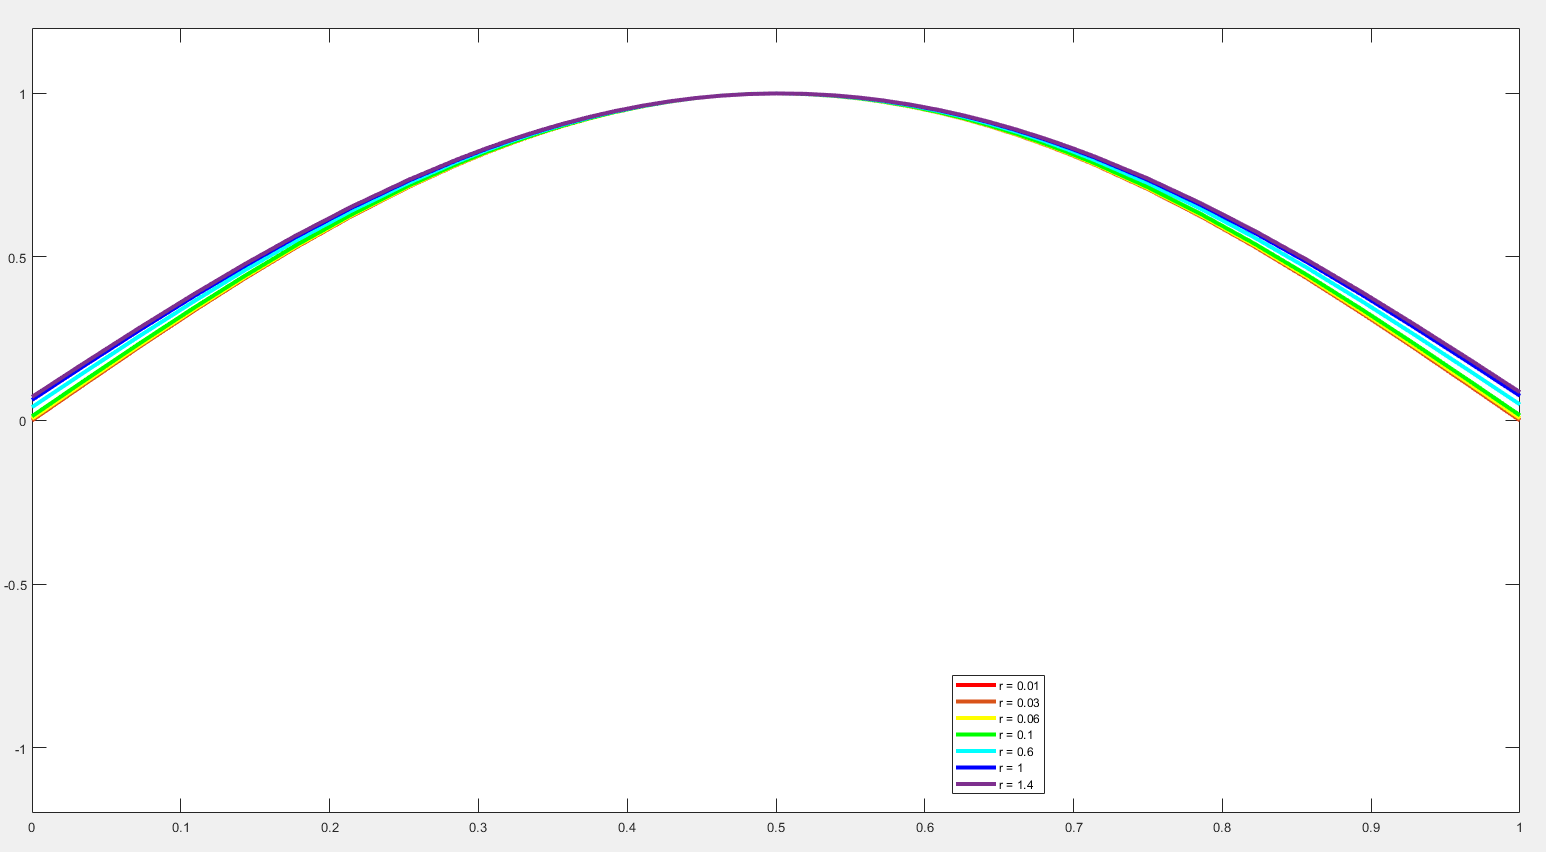 1
0.5
0
-0.5
-1
r = 0.01
r = 0.03
r = 0.06
r = 0.1
r = 0.6
r = 1
r = 1.4
0 0.1 0.2 0.3 0.4 0.5 0.6 0.7 0.8 0.9 1